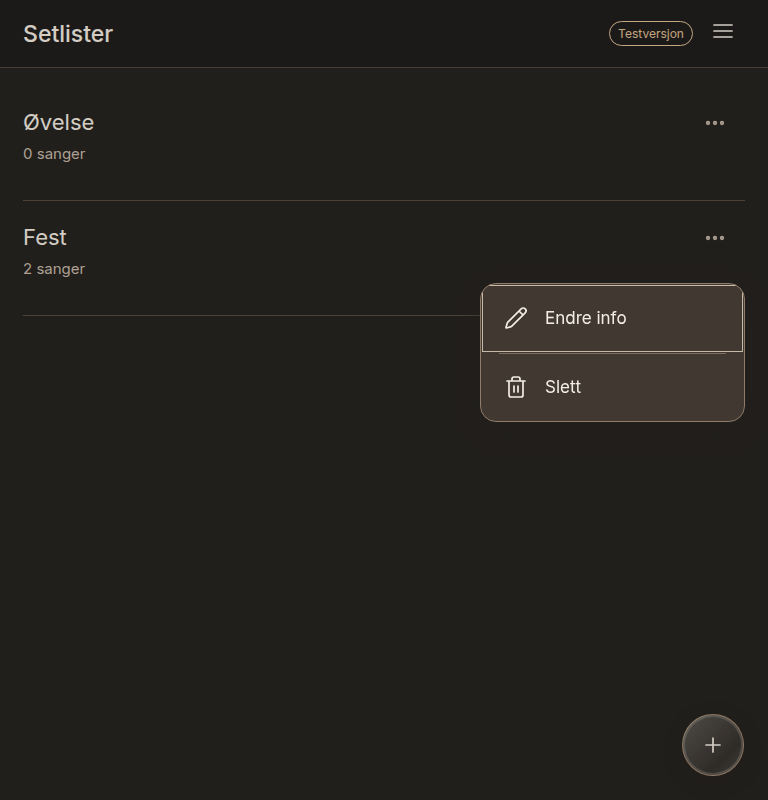 Setlister
Testversjon
Øvelse
0 sanger
Fest
2 sanger
Endre info
Slett